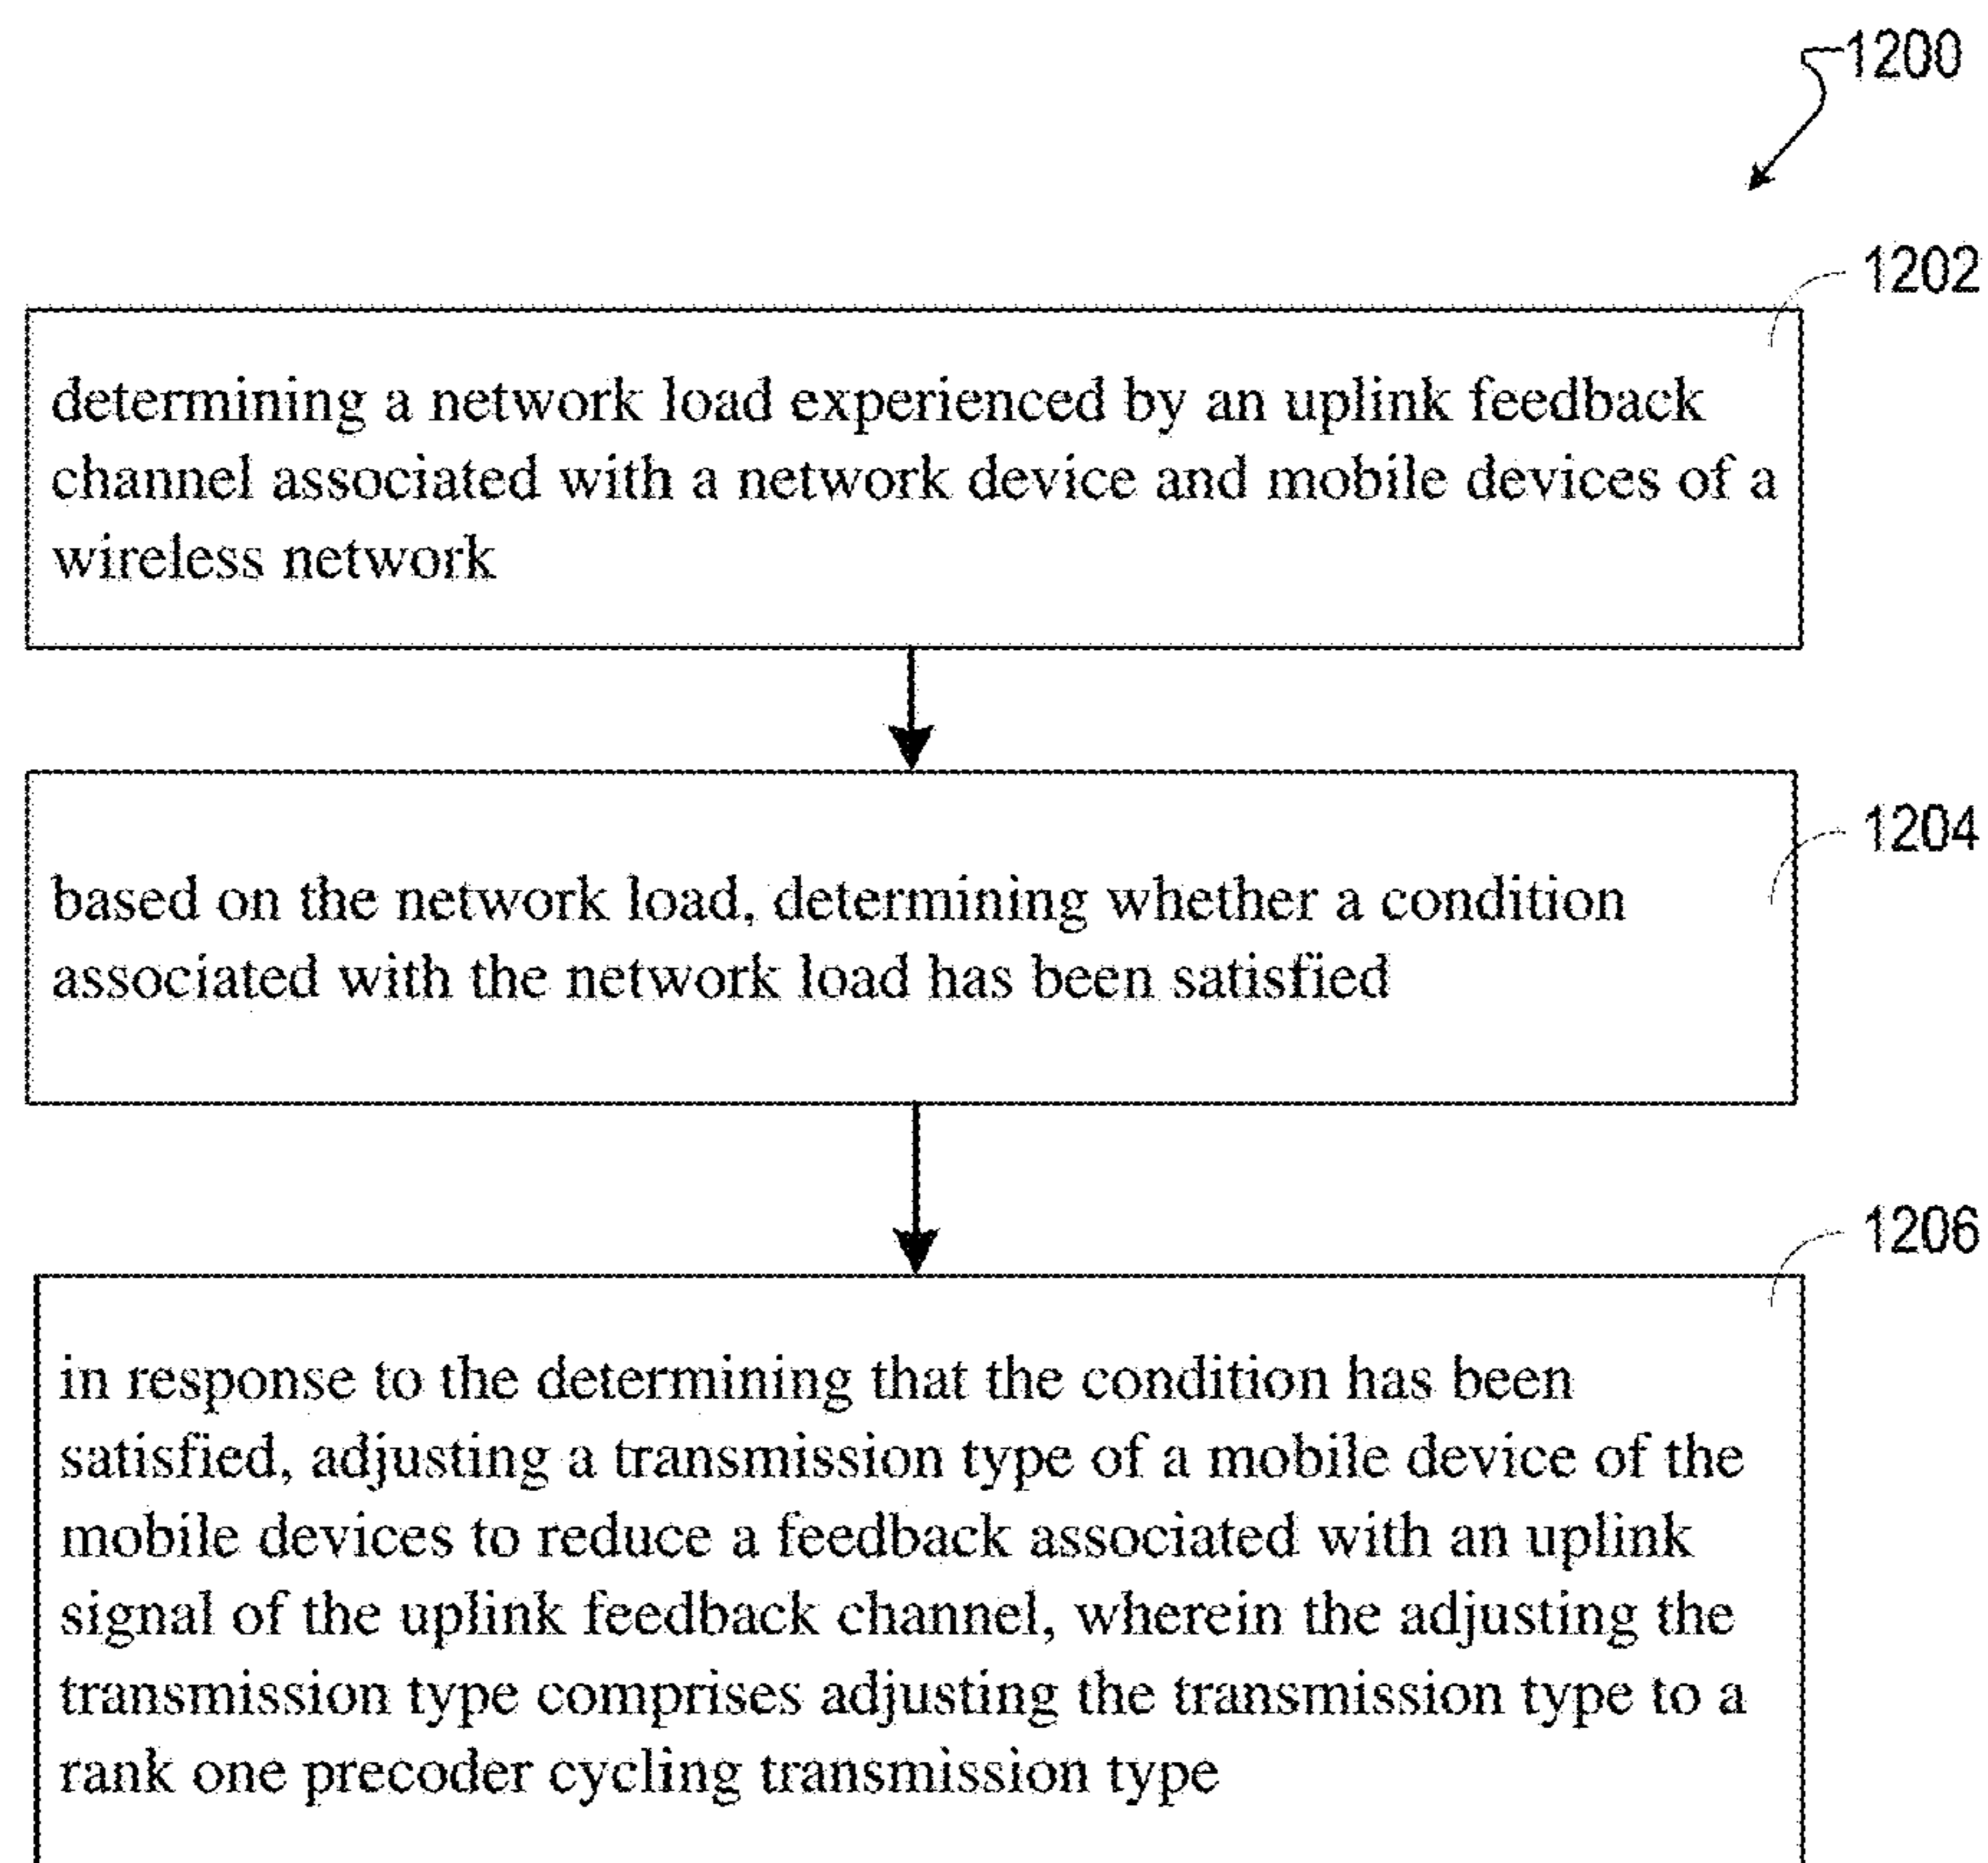 1200
1202
determining a network load experienced by an uplink feedback
channel associated with a network device and mobile devices of a
wireless network
1204
based on the network load, determining whether a condition
associated with the network load has been satisfied
1206
in response to the determining that the condition has been
satisfied, adjusting a transmission type of a mobile device of the
mobile devices to reduce a feedback associated with an uplink
signal of the uplink feedback channel, wherein the adjusting the
transmission type comprises adjusting the transmission type to a
rank one precoder cycling transmission type